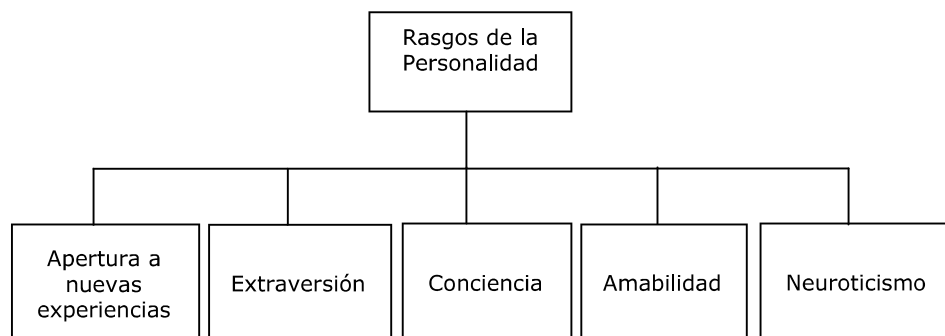 Rasgos de la
Personalidad
Apertura a
nuevas
experiencias
Extraversión
Conciencia
Amabilidad
Neuroticismo